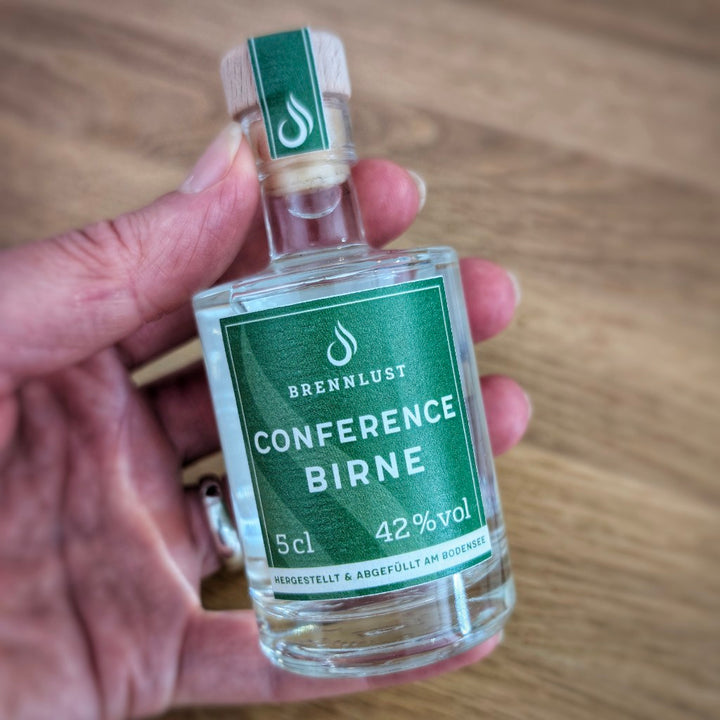 BRENNLUST
CONFERENCE
BIRNE
5 cl 42 %vol
HERGESTELLT & ABGEFÜLLT AM BODENSEE